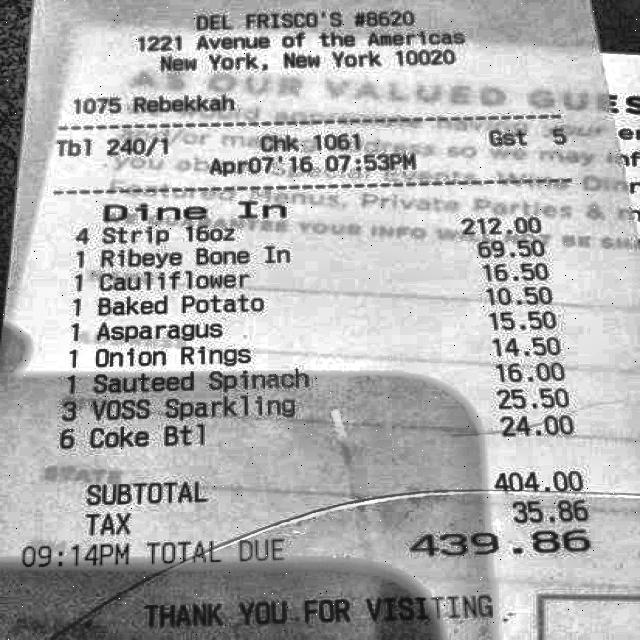 DEL FRISCO'S #8620
1221 Avenue of the Americas
New York, New York 10020
AS OUR VALUED GUE
1075 Rebekkah
Tbl 240/1 Chk 1061 Gst 5
Apr07'16 07:53PM
Dine In
4 Strip 16oz 212.00
1 Ribeye Bone In 69.50
1 Cauliflower 16.50
1 Baked Potato 10.50
1 Asparagus 15.50
1 Onion Rings 14.50
1 Sauteed Spinach 16.00
3 VOSS Sparkling 25.50
6 Coke Btl 24.00
SUBTOTAL 404.00
TAX 35.86
09:14PM TOTAL DUE 439.86
THANK YOU FOR VISITING